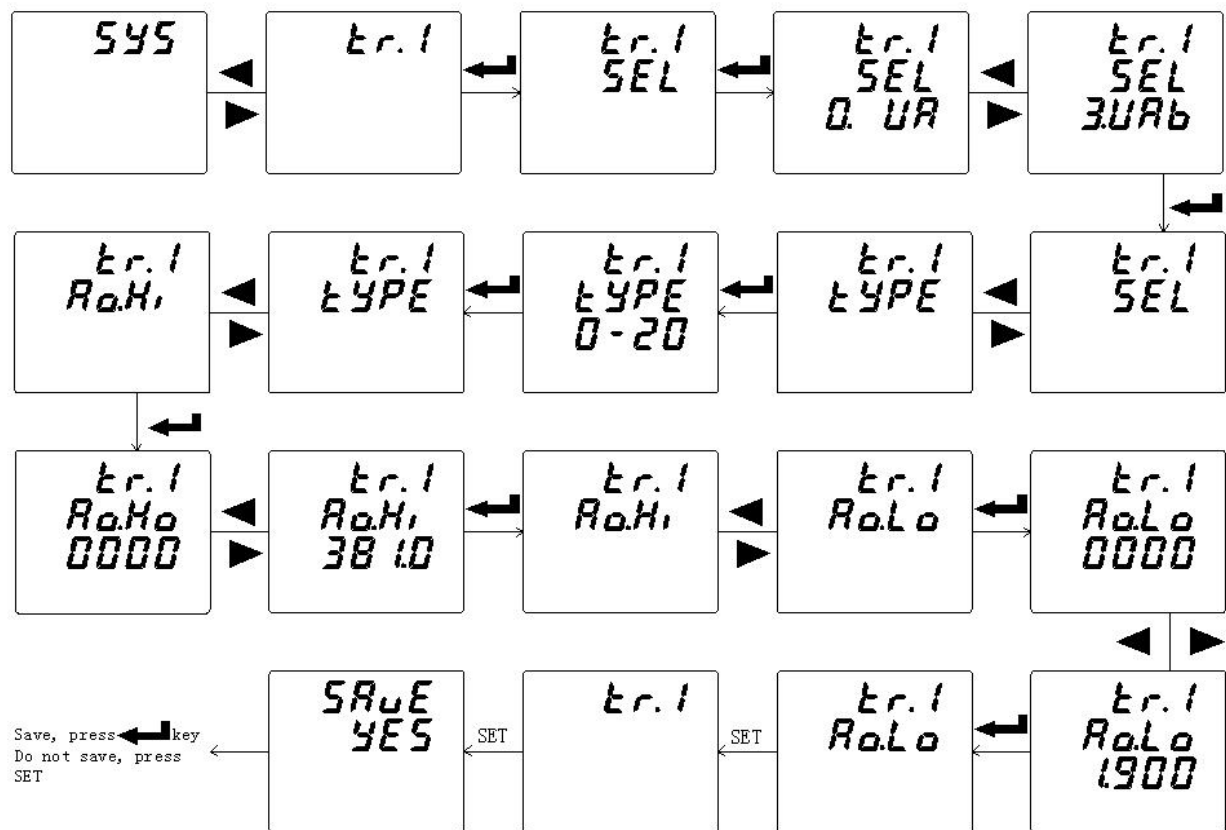 SYS
tr.1
tr.1
SEL
tr.1
SEL
0. UA
tr.1
SEL
3.UAb
tr.1
Ao.Hi
tr.1
tYPE
tr.1
tYPE
0-20
tr.1
tYPE
tr.1
SEL
tr.1
Ao.Ho
0000
tr.1
Ao.Hi
381.0
tr.1
Ao.Hi
tr.1
Ao.Lo
tr.1
Ao.Lo
0000
Save, press key
Do not save, press
SET
SAvE
YES
SET
tr.1
SET
tr.1
Ao.Lo
tr.1
Ao.Lo
1.900